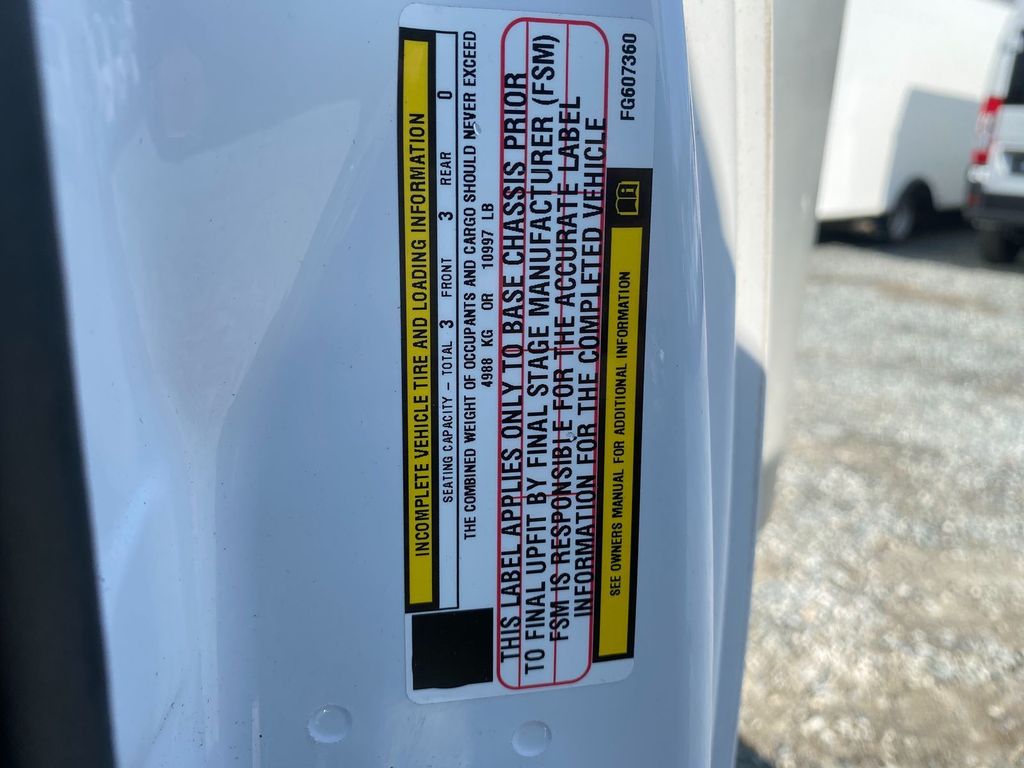 INCOMPLETE VEHICLE TIRE AND LOADING INFORMATION
SEATING CAPACITY - TOTAL 3 FRONT 3 REAR 0
THE COMBINED WEIGHT OF OCCUPANTS AND CARGO SHOULD NEVER EXCEED
4988 KG OR 10997 LB
THIS LABEL APPLIES ONLY TO BASE CHASSIS PRIOR
TO FINAL UPFIT BY FINAL STAGE MANUFACTURER (FSM)
FSM IS RESPONSIBLE FOR THE ACCURATE LABEL
INFORMATION FOR THE COMPLETED VEHICLE
SEE OWNERS MANUAL FOR ADDITIONAL INFORMATION
FG607360